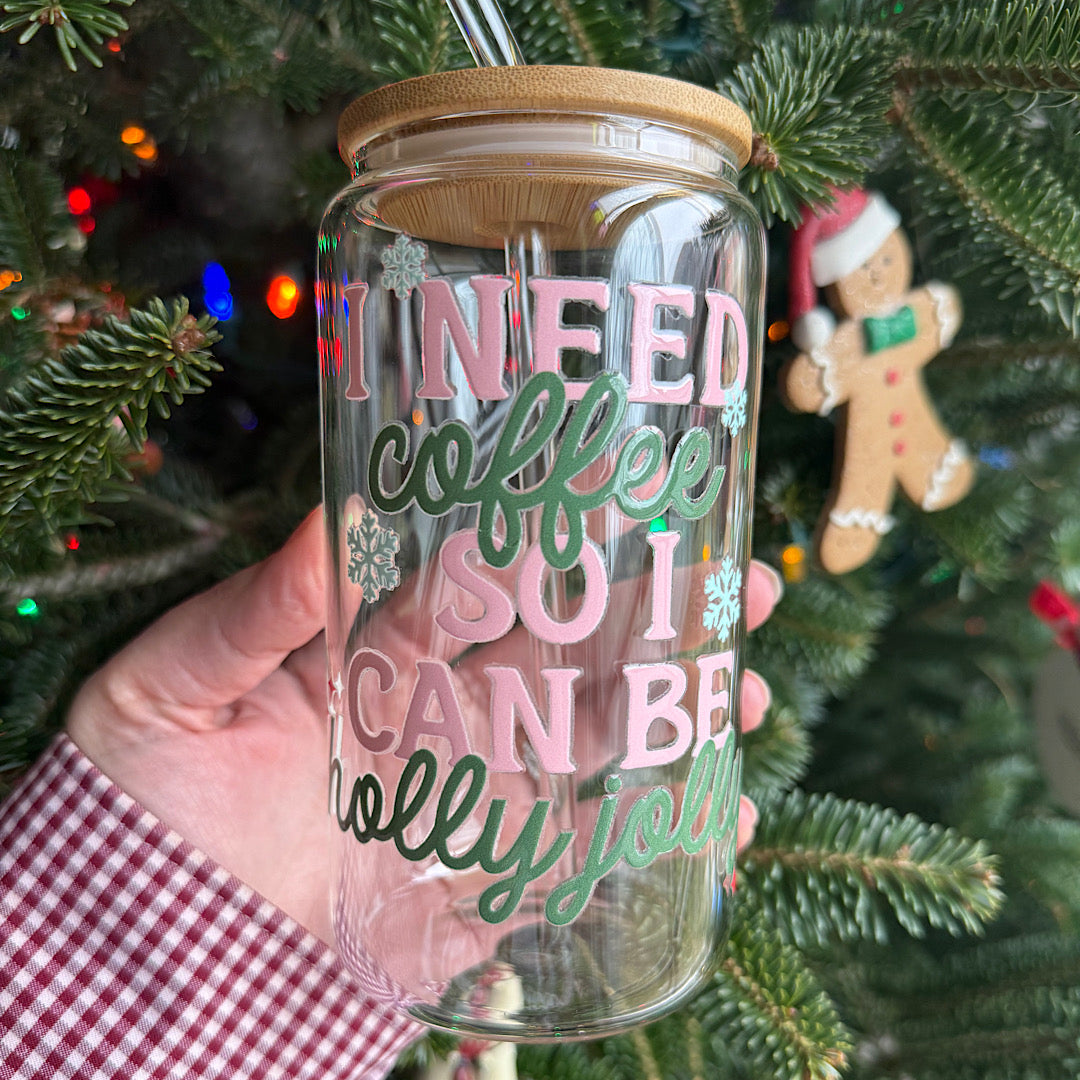 I NEED
coffee
SO I
CAN BE
holly jolly